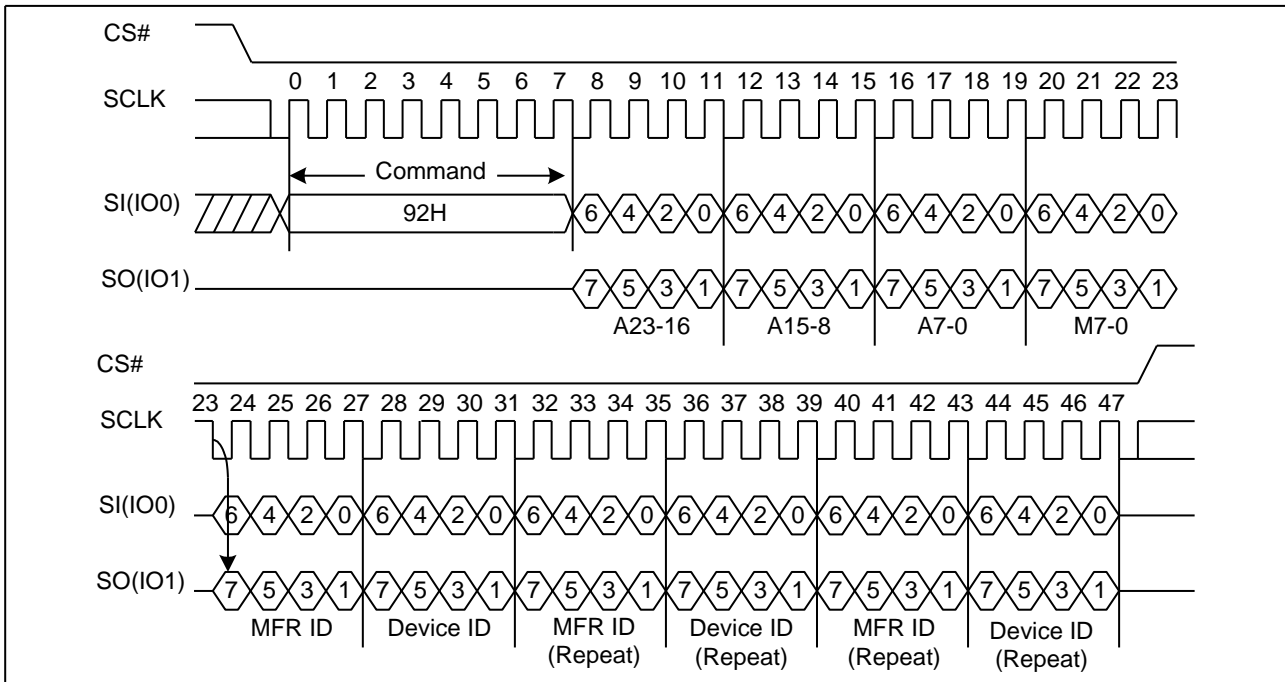 CS#
0 1 2 3 4 5 6 7 8 9 10 11 12 13 14 15 16 17 18 19 20 21 22 23
SCLK
Command
SI(IO0)
92H
6 4 2 0 6 4 2 0 6 4 2 0 6 4 2 0
SO(IO1)
7 5 3 1 7 5 3 1 7 5 3 1 7 5 3 1
A23-16 A15-8 A7-0 M7-0
CS#
23 24 25 26 27 28 29 30 31 32 33 34 35 36 37 38 39 40 41 42 43 44 45 46 47
SCLK
SI(IO0)
6 4 2 0 6 4 2 0 6 4 2 0 6 4 2 0 6 4 2 0 6 4 2 0
SO(IO1)
7 5 3 1 7 5 3 1 7 5 3 1 7 5 3 1 7 5 3 1 7 5 3 1
MFR ID Device ID MFR ID Device ID MFR ID Device ID
(Repeat) (Repeat) (Repeat) (Repeat)